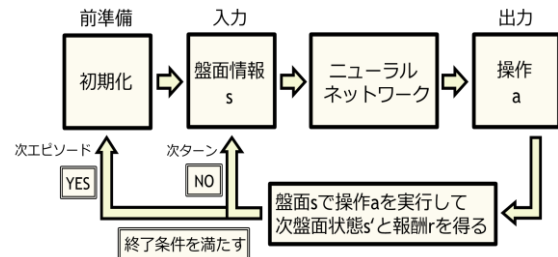 前準備
入力
出力
初期化
盤面情報
s
ニューラル
ネットワーク
操作
a
次エピソード
次ターン
YES
NO
盤面sで操作aを実行して
次盤面状態s'と報酬rを得る
終了条件を満たす